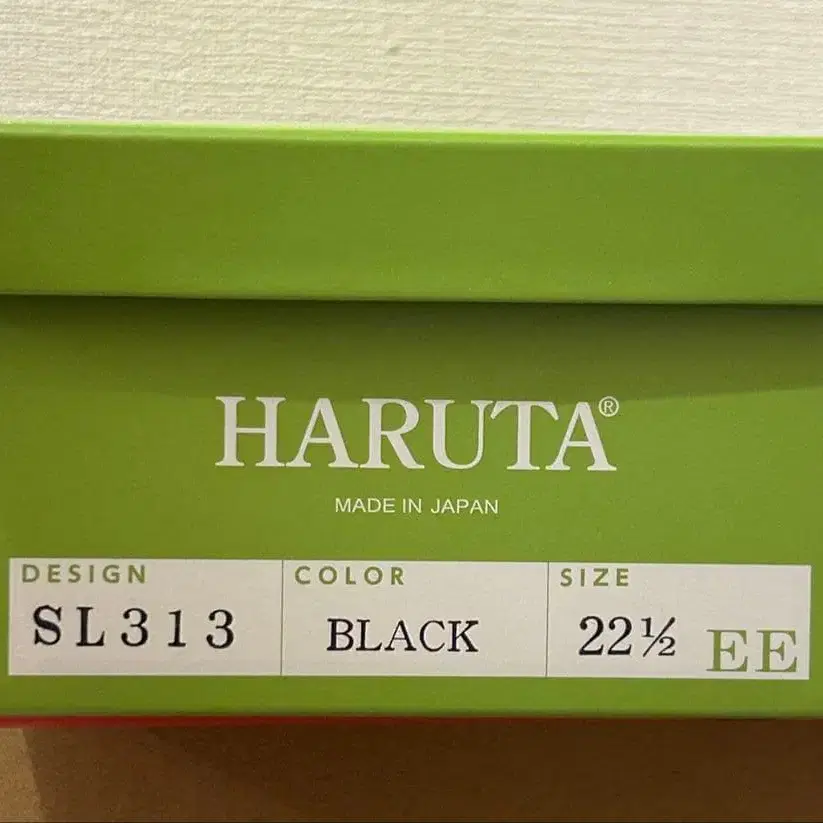 HARUTA®
MADE IN JAPAN
DESIGN COLOR SIZE
SL313 BLACK 22½ EE